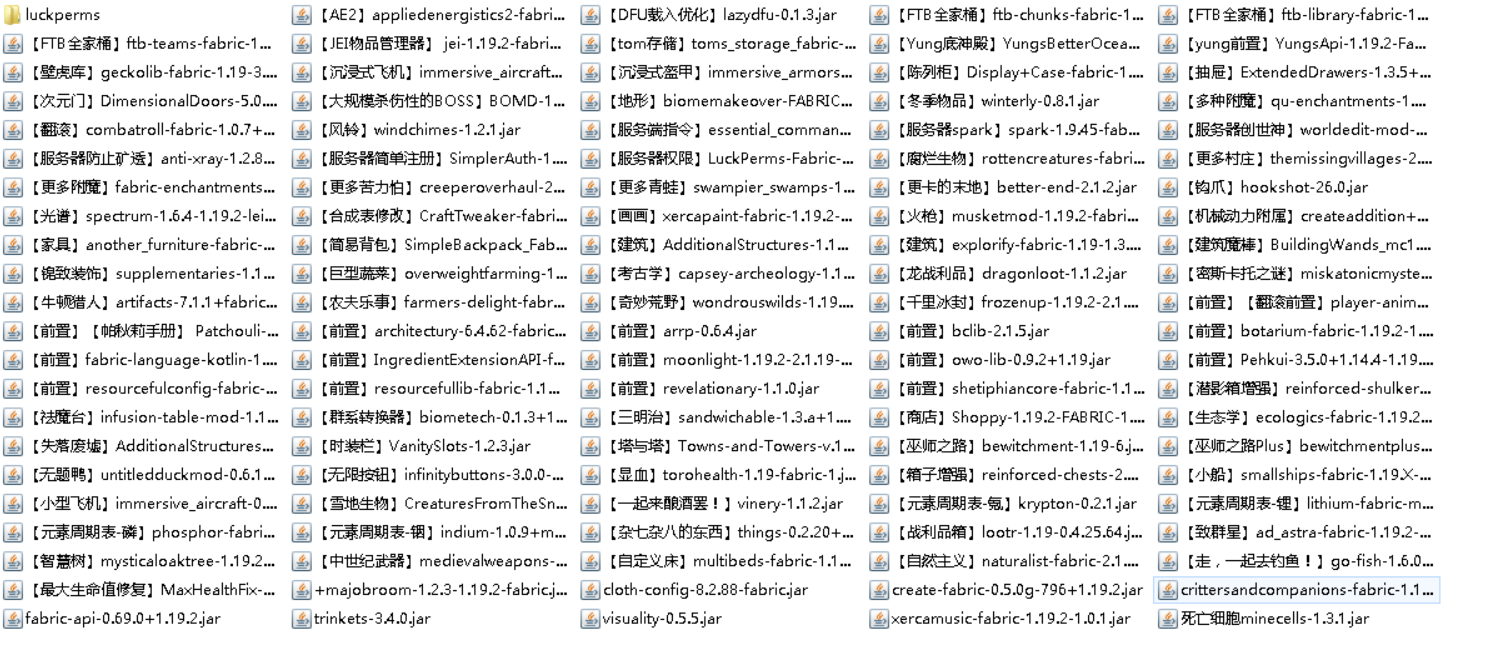 luckperms
【AE2】appliedenergistics2-fabri...
【DFU载入优化】lazydfu-0.1.3.jar
【FTB全家桶】ftb-chunks-fabric-1....
【FTB全家桶】ftb-library-fabric-1...
【FTB全家桶】ftb-teams-fabric-1...
【JEI物品管理器】 jei-1.19.2-fabri...
【tom存储】toms_storage_fabric-...
【Yung底神殿】YungsBetterOcea...
【yung前置】YungsApi-1.19.2-Fa...
【壁虎库】geckolib-fabric-1.19-3....
【沉浸式飞机】immersive_aircraft...
【沉浸式盔甲】immersive_armors...
【陈列柜】Display+Case-fabric-1....
【抽屉】ExtendedDrawers-1.3.5+...
【次元门】DimensionalDoors-5.0....
【大规模杀伤性的BOSS】BOMD-1...
【地形】biomemakeover-FABRIC...
【冬季物品】winterly-0.8.1.jar
【多种附魔】qu-enchantments-1....
【翻滚】combatroll-fabric-1.0.7+...
【风铃】windchimes-1.2.1.jar
【服务端指令】essential_comman...
【服务器spark】spark-1.9.45-fab...
【服务器创世神】worldedit-mod-...
【服务器防止矿透】anti-xray-1.2.8...
【服务器简单注册】SimplerAuth-1....
【服务器权限】LuckPerms-Fabric-...
【腐烂生物】rottencreatures-fabri...
【更多村庄】themissingvillages-2....
【更多附魔】fabric-enchantments...
【更多苦力怕】creeperoverhaul-2...
【更多青蛙】swampier_swamps-1...
【更卡的末地】better-end-2.1.2.jar
【钩爪】hookshot-26.0.jar
【光谱】spectrum-1.6.4-1.19.2-lei...
【合成表修改】CraftTweaker-fabri...
【画画】xercapaint-fabric-1.19.2-...
【火枪】musketmod-1.19.2-fabri...
【机械动力附属】createaddition+...
【家具】another_furniture-fabric-...
【简易背包】SimpleBackpack_Fab...
【建筑】AdditionalStructures-1.1...
【建筑】explorify-fabric-1.19-1.3....
【建筑魔棒】BuildingWands_mc1....
【锦致装饰】supplementaries-1.1...
【巨型蔬菜】overweightfarming-1...
【考古学】capsey-archeology-1.1...
【龙战利品】dragonloot-1.1.2.jar
【密斯卡托之谜】miskatonicmyste...
【牛顿猎人】artifacts-7.1.1+fabric...
【农夫乐事】farmers-delight-fabr...
【奇妙荒野】wondrouswilds-1.19....
【千里冰封】frozenup-1.19.2-2.1....
【前置】【翻滚前置】player-anim...
【前置】【帕秋莉手册】 Patchouli-...
【前置】architectury-6.4.62-fabric...
【前置】arrp-0.6.4.jar
【前置】bclib-2.1.5.jar
【前置】botarium-fabric-1.19.2-1....
【前置】fabric-language-kotlin-1....
【前置】IngredientExtensionAPI-f...
【前置】moonlight-1.19.2-2.1.19-...
【前置】owo-lib-0.9.2+1.19.jar
【前置】Pehkui-3.5.0+1.14.4-1.19....
【前置】resourcefulconfig-fabric-...
【前置】resourcefullib-fabric-1.1...
【前置】revelationary-1.1.0.jar
【前置】shetiphiancore-fabric-1.1...
【潜影箱增强】reinforced-shulker...
【祛魔台】infusion-table-mod-1.1...
【群系转换器】biometech-0.1.3+1...
【三明治】sandwichable-1.3.a+1....
【商店】Shoppy-1.19.2-FABRIC-1....
【生态学】ecologics-fabric-1.19.2...
【失落废墟】AdditionalStructures...
【时装栏】VanitySlots-1.2.3.jar
【塔与塔】Towns-and-Towers-v.1...
【巫师之路】bewitchment-1.19-6.j...
【巫师之路Plus】bewitchmentplus...
【无题鸭】untitledduckmod-0.6.1...
【无限按钮】infinitybuttons-3.0.0-...
【显血】torohealth-1.19-fabric-1.j...
【箱子增强】reinforced-chests-2....
【小船】smallships-fabric-1.19.X-...
【小型飞机】immersive_aircraft-0....
【雪地生物】CreaturesFromTheSn...
【一起来酿酒罢！】vinery-1.1.2.jar
【元素周期表-氪】krypton-0.2.1.jar
【元素周期表-锂】lithium-fabric-m...
【元素周期表-磷】phosphor-fabri...
【元素周期表-铟】indium-1.0.9+m...
【杂七杂八的东西】things-0.2.20+...
【战利品箱】lootr-1.19-0.4.25.64.j...
【致群星】ad_astra-fabric-1.19.2-...
【智慧树】mysticaloaktree-1.19.2...
【中世纪武器】medievalweapons-...
【自定义床】multibeds-fabric-1.1...
【自然主义】naturalist-fabric-2.1....
【走，一起去钓鱼！】go-fish-1.6.0...
【最大生命值修复】MaxHealthFix-...
+majobroom-1.2.3-1.19.2-fabric.j...
cloth-config-8.2.88-fabric.jar
create-fabric-0.5.0g-796+1.19.2.jar
crittersandcompanions-fabric-1.1...
fabric-api-0.69.0+1.19.2.jar
trinkets-3.4.0.jar
visuality-0.5.5.jar
xercamusic-fabric-1.19.2-1.0.1.jar
死亡细胞minecells-1.3.1.jar